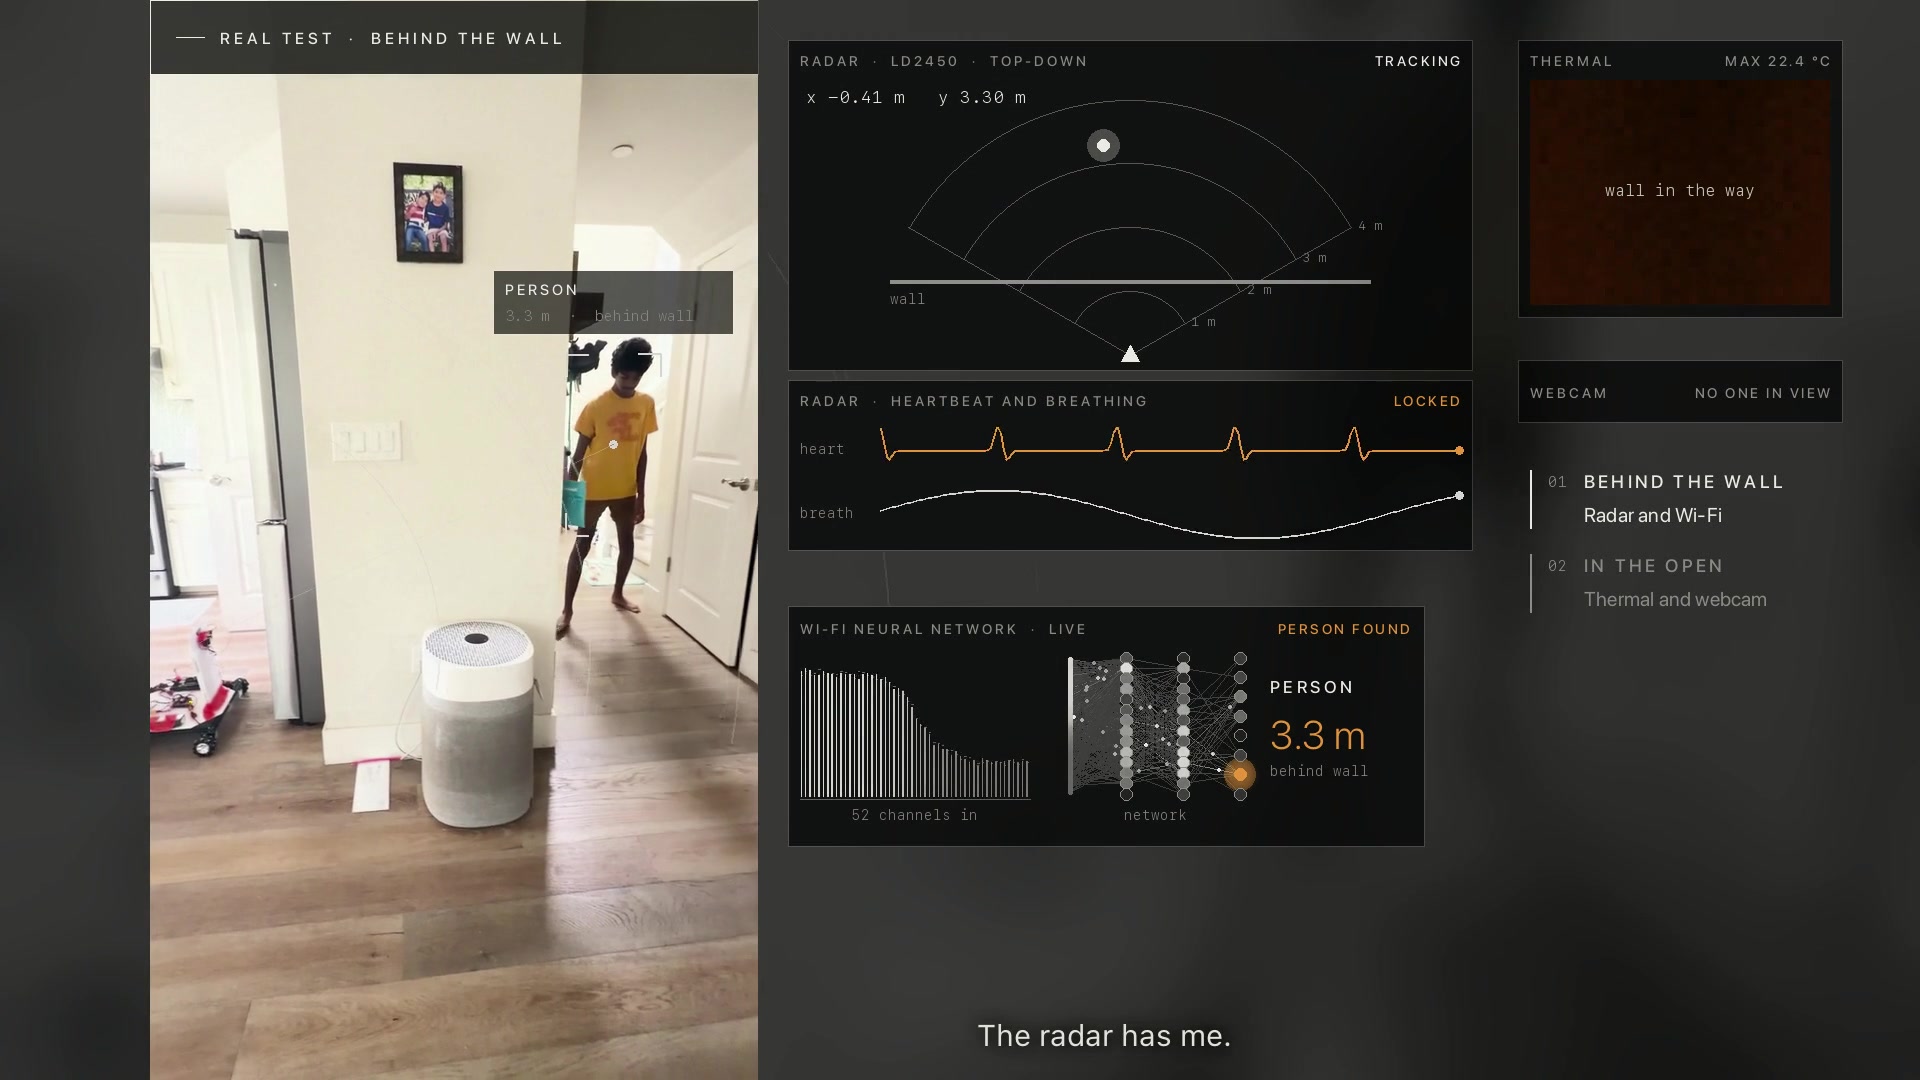 REAL TEST · BEHIND THE WALL
PERSON
3.3 m · behind wall
RADAR · LD2450 · TOP-DOWN
TRACKING
x −0.41 m y 3.30 m
4 m
3 m
2 m
1 m
wall
RADAR · HEARTBEAT AND BREATHING
LOCKED
heart
breath
WI-FI NEURAL NETWORK · LIVE
PERSON FOUND
PERSON
3.3 m
behind wall
52 channels in
network
THERMAL
MAX 22.4 °C
wall in the way
WEBCAM
NO ONE IN VIEW
01 BEHIND THE WALL
Radar and Wi-Fi
02 IN THE OPEN
Thermal and webcam
The radar has me.